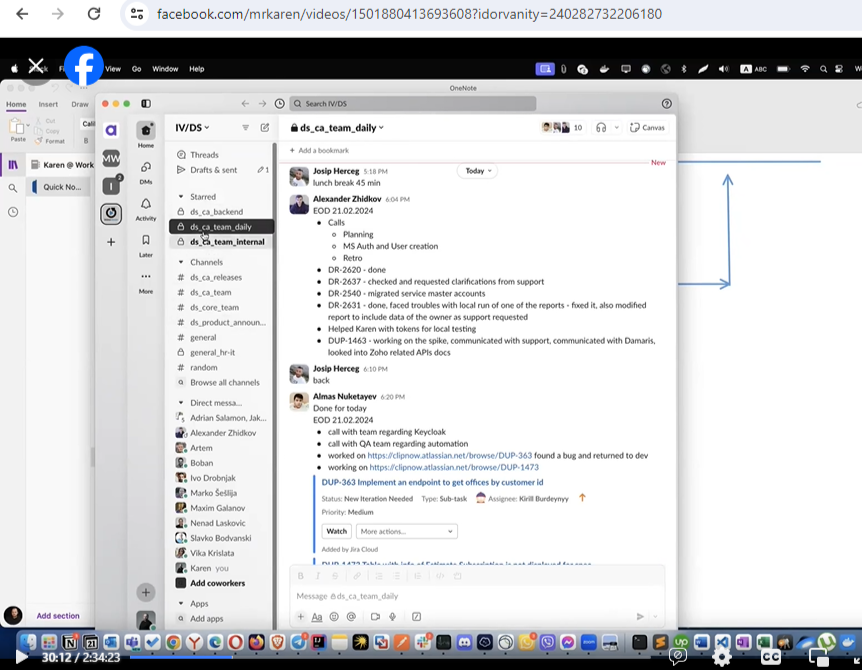 facebook.com/mrkaren/videos/1501880413693608?idorvanity=240282732206180
View Go Window Help
A ABC
OneNote
Home Insert Draw
Cut
Copy
Paste
Format
Karen @ Work
Quick No...
Add section
Search IV/DS
MW
I
2
Home
DMs
Activity
Later
More
IV/DS
Threads
Drafts & sent 1
Starred
ds_ca_backend
ds_ca_team_daily
ds_ca_team_internal
Channels
# ds_ca_releases
# ds_ca_team
# ds_core_team
# ds_product_announ...
# general
general_hr-it
# random
Browse all channels
Direct messa...
Adrian Salamon, Jak...
Alexander Zhidkov
Artem
Boban
Ivo Drobnjak
Marko Šešlija
Maxim Galanov
Nenad Laskovic
Slavko Bodvanski
Vika Krislata
Karen you
Add coworkers
Apps
Add apps
ds_ca_team_daily
10
Canvas
+ Add a bookmark
New
Today
Josip Herceg 5:18 PM
lunch break 45 min
Alexander Zhidkov 6:04 PM
EOD 21.02.2024
• Calls
Planning
MS Auth and User creation
Retro
• DR-2620 - done
• DR-2637 - checked and requested clarifications from support
• DR-2540 - migrated service master accounts
• DR-2631 - done, faced troubles with local run of one of the reports - fixed it, also modified
report to include data of the owner as support requested
• Helped Karen with tokens for local testing
• DUP-1463 - working on the spike, communicated with support, communicated with Damaris,
looked into Zoho related APIs docs
Josip Herceg 6:10 PM
back
Almas Nuketayev 6:20 PM
Done for today
EOD 21.02.2024
• call with team regarding Keycloak
• call with QA team regarding automation
• worked on https://clipnow.atlassian.net/browse/DUP-363 found a bug and returned to dev
• working on https://clipnow.atlassian.net/browse/DUP-1473
DUP-363 Implement an endpoint to get offices by customer id
Status: New Iteration Needed Type: Sub-task Assignee: Kirill Burdeynyy
Priority: Medium
Watch More actions...
Added by Jira Cloud
Message ds_ca_team_daily
30:12 / 2:34:23
CC